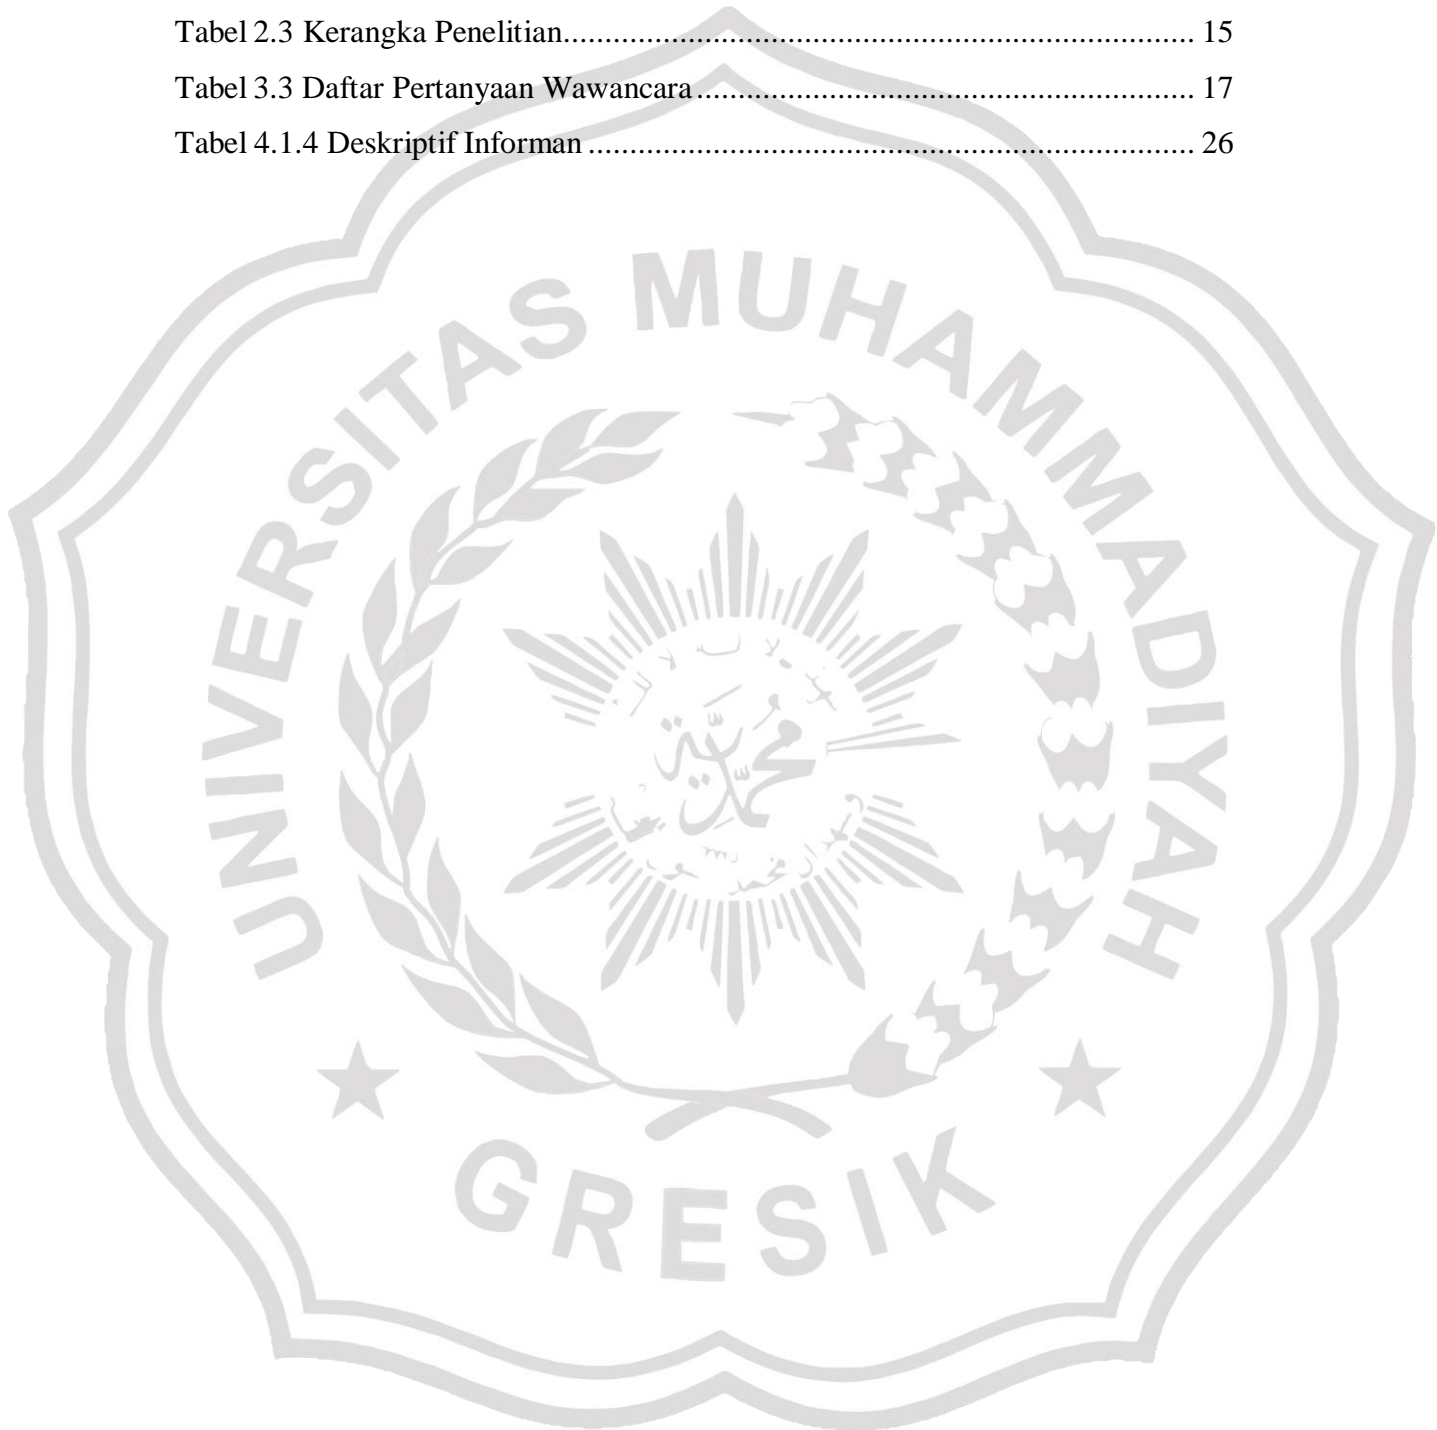 Tabel 2.3 Kerangka Penelitian............................................................................ 15
Tabel 3.3 Daftar Pertanyaan Wawancara............................................................ 17
Tabel 4.1.4 Deskriptif Informan ......................................................................... 26
UNIVERSITAS MUHAMMADIYAH
محمدية
GRESIK